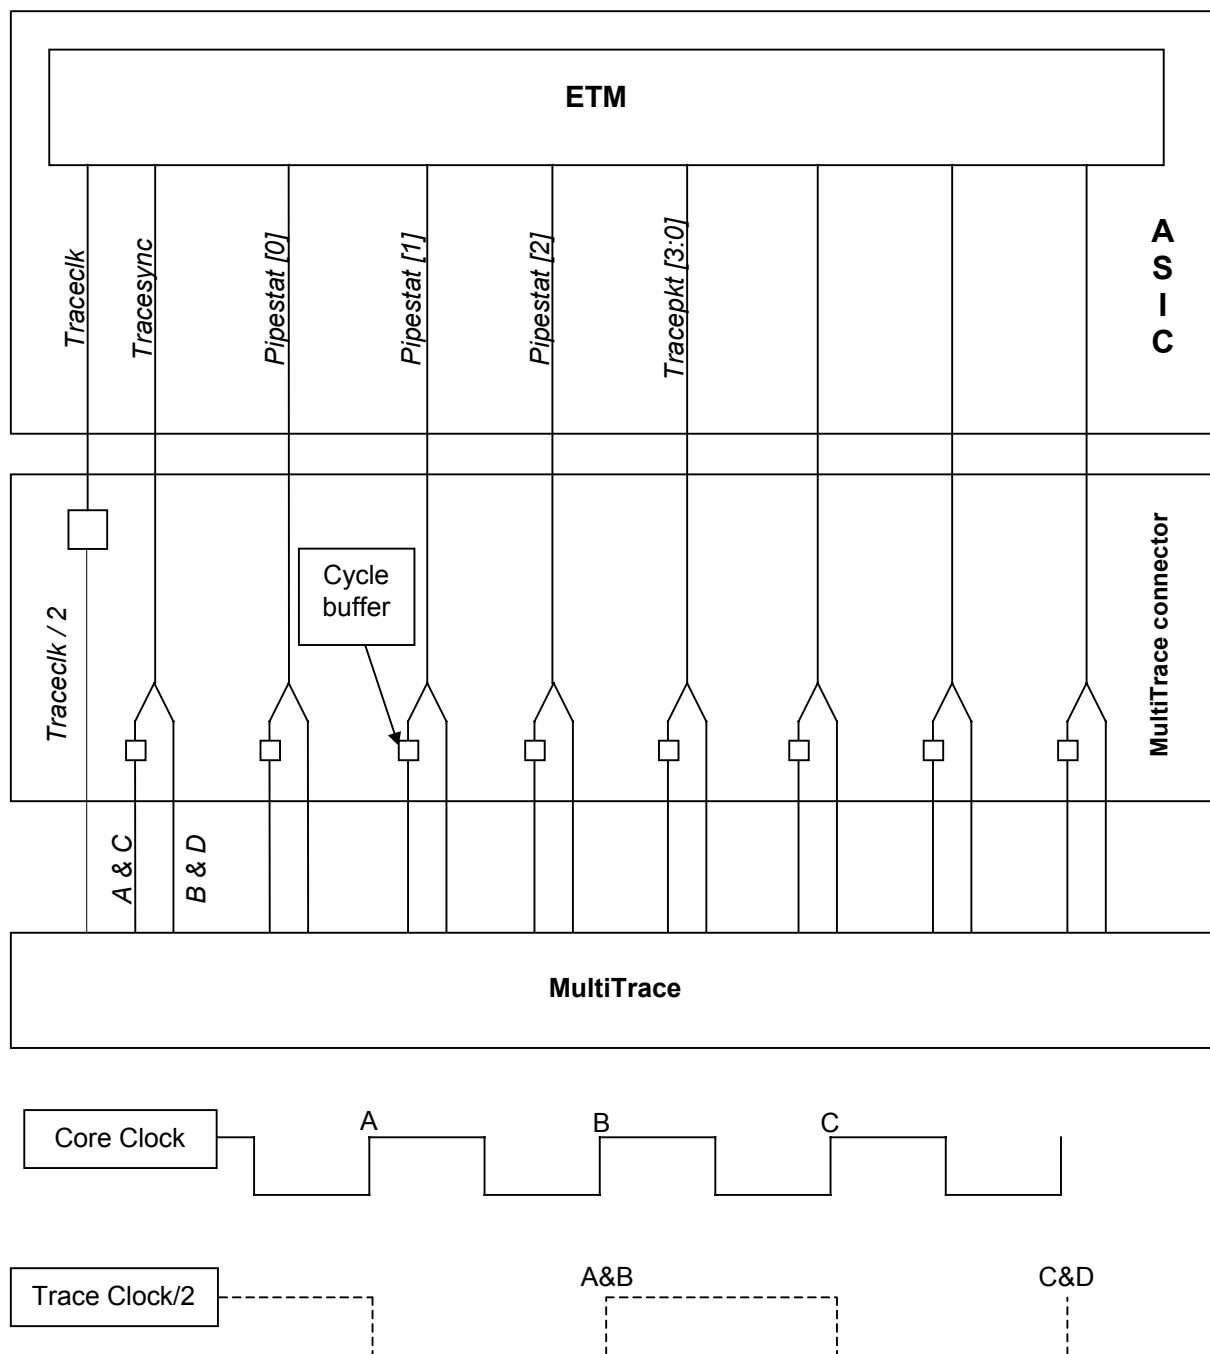 ETM
Traceclk
Tracesync
Pipestat [0]
Pipestat [1]
Pipestat [2]
Tracepkt [3:0]
A
S
I
C
Traceclk / 2
Cycle
buffer
MultiTrace connector
A & C
B & D
MultiTrace
Core Clock
A
B
C
Trace Clock/2
A&B
C&D